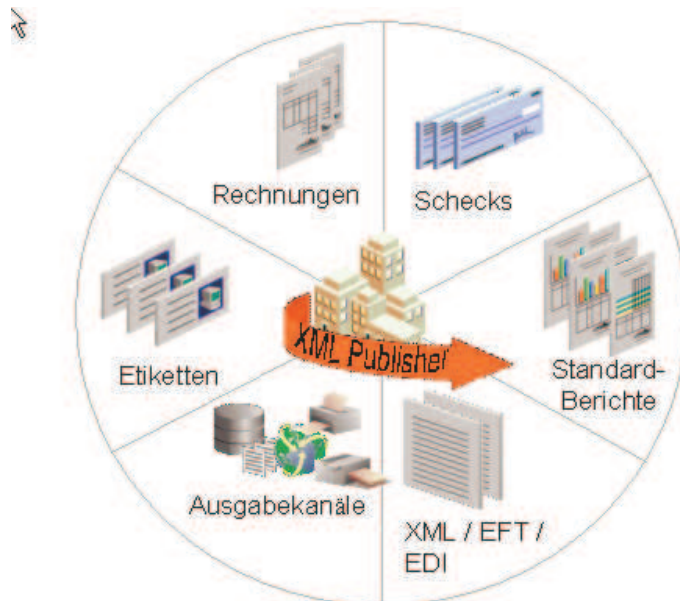 Rechnungen
Schecks
Etiketten
XML Publisher
Standard-
Berichte
Ausgabekanäle
XML / EFT /
EDI